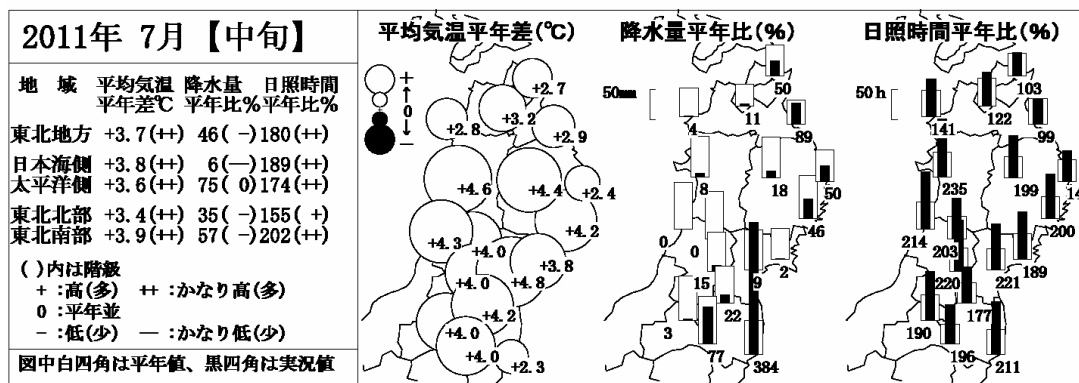 2011年 7月【中旬】
地 域 平均気温 降水量 日照時間
平年差℃ 平年比% 平年比%
東北地方 +3.7(++) 46( -) 180(++)
日本海側 +3.8(++) 6(--) 189(++)
太平洋側 +3.6(++) 75( 0) 174(++)
東北北部 +3.4(++) 35( -) 155( +)
東北南部 +3.9(++) 57( -) 202(++)
( )内は階級
+ :高(多) ++ :かなり高(多)
0 :平年並
- :低(少) -- :かなり低(少)
図中白四角は平年値、黒四角は実況値
平均気温平年差(℃)
+↑0↓-
+2.7
+2.8
+3.2
+2.9
+4.6
+4.4
+2.4
+4.3
+4.0
+4.2
+4.0
+4.8
+3.8
+4.2
+4.0
+4.0
+2.3
降水量平年比(%)
50mm
50
4
11
89
8
18
50
0
0
46
15
9
2
3
22
77
384
日照時間平年比(%)
50h
103
141
122
99
235
199
214
203
200
220
221
189
190
177
196
211